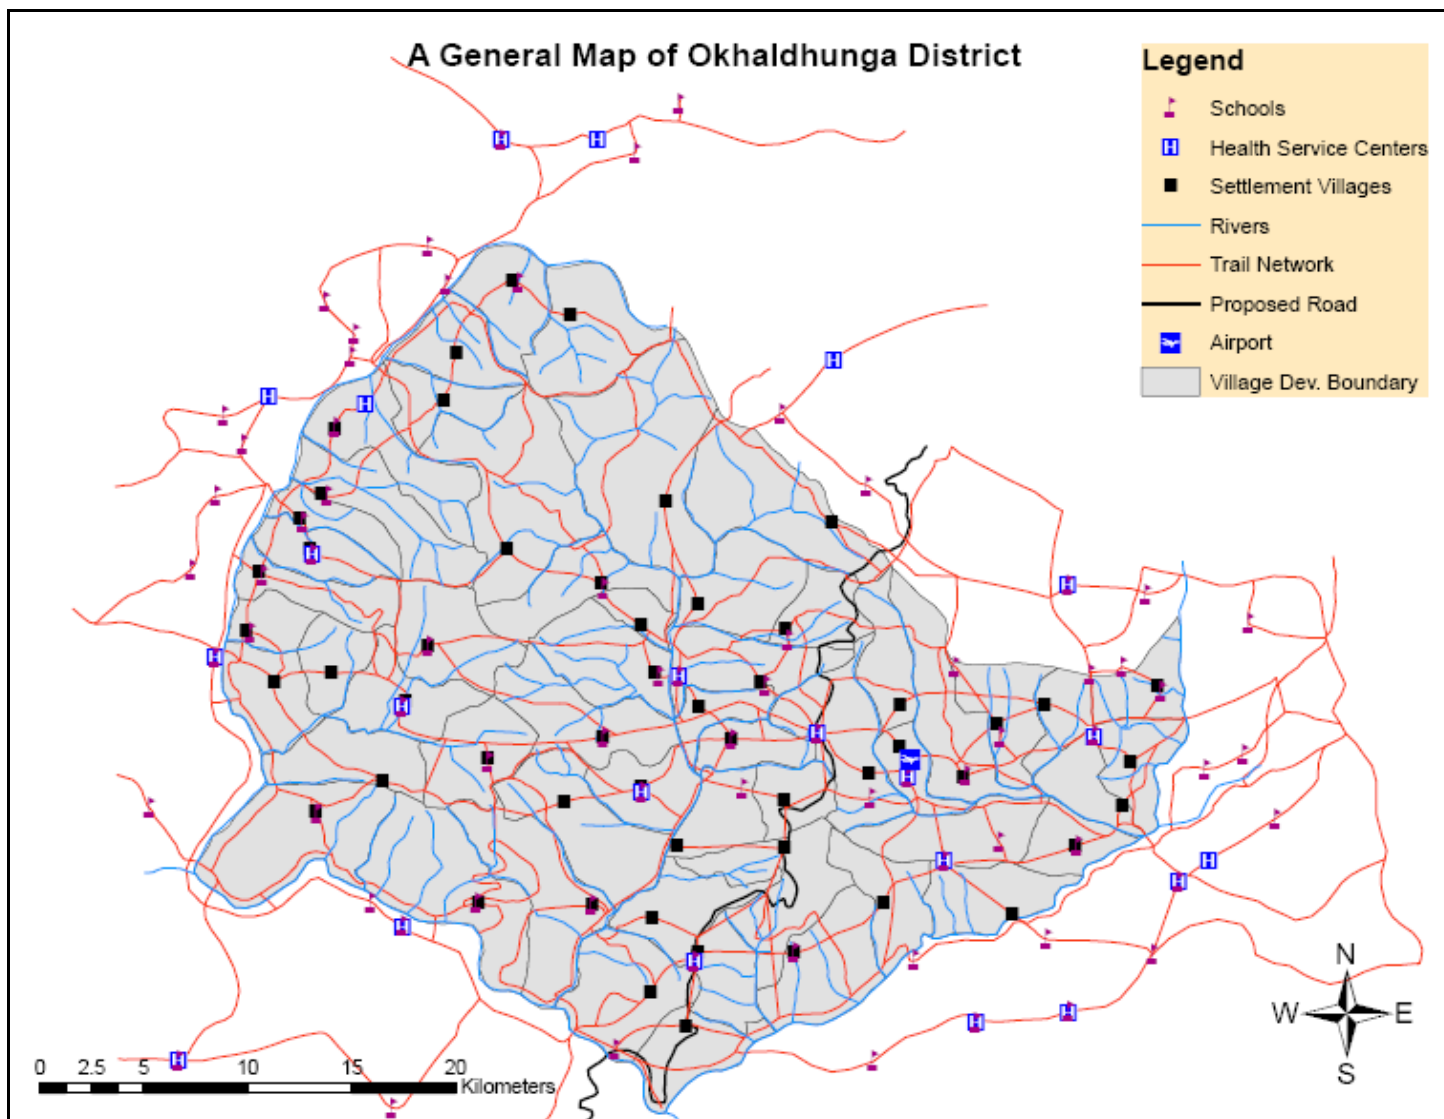 A General Map of Okhaldhunga District
Legend
Schools
H Health Service Centers
Settlement Villages
Rivers
Trail Network
Proposed Road
Airport
Village Dev. Boundary
N
W E
S
0 2.5 5 10 15 20
Kilometers